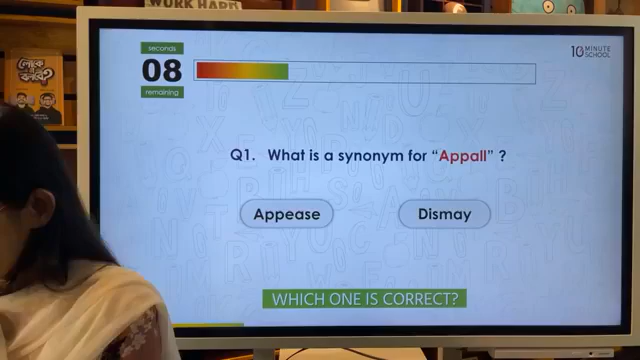 WORK HARD
লোকে
কী
বলবে?
seconds
08
remaining
10 MINUTE
SCHOOL
Q1. What is a synonym for “Appall” ?
Appease
Dismay
WHICH ONE IS CORRECT?